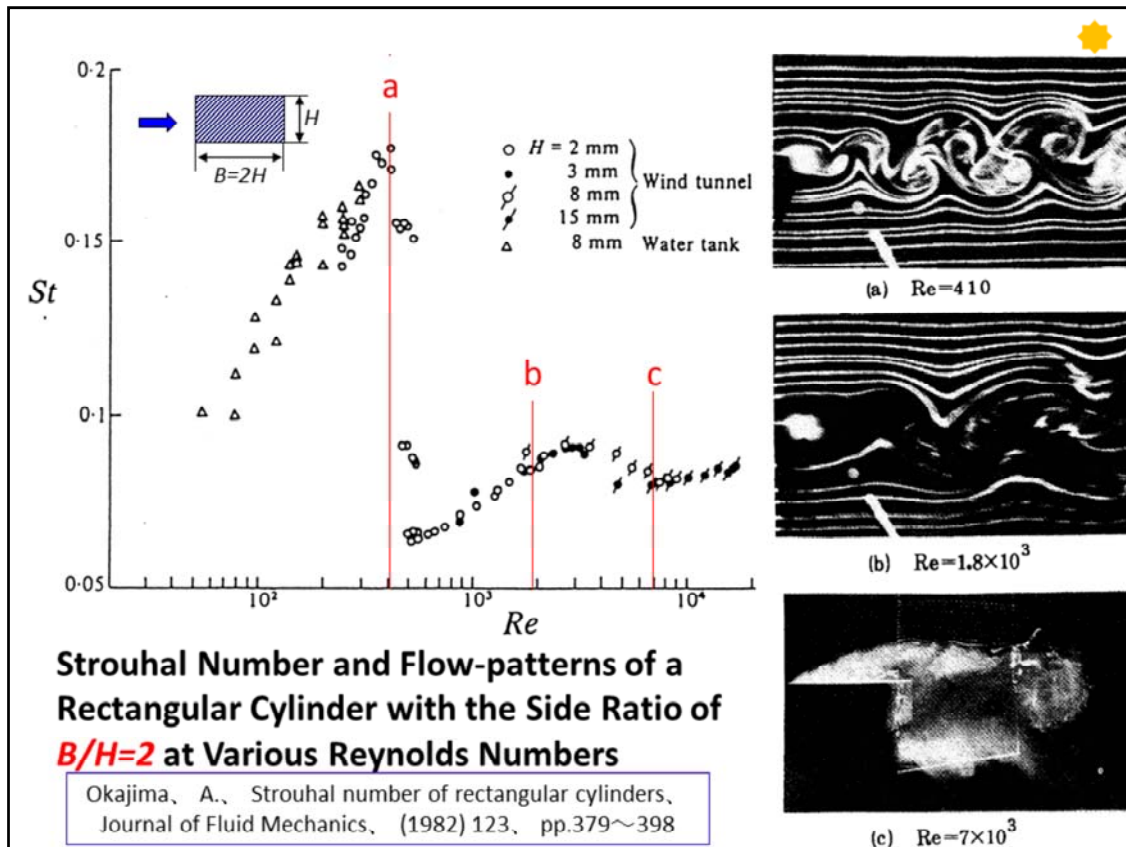 0·2
0·15
0·1
0·05
St
10²
10³
10⁴
Re
H
B=2H
a
b
c
H = 2 mm
3 mm
8 mm
15 mm
Wind tunnel
8 mm Water tank
(a) Re=410
(b) Re=1.8×10³
(c) Re=7×10³
Strouhal Number and Flow-patterns of a
Rectangular Cylinder with the Side Ratio of
B/H=2 at Various Reynolds Numbers
Okajima、 A.、 Strouhal number of rectangular cylinders、
Journal of Fluid Mechanics、 (1982) 123、 pp.379～398